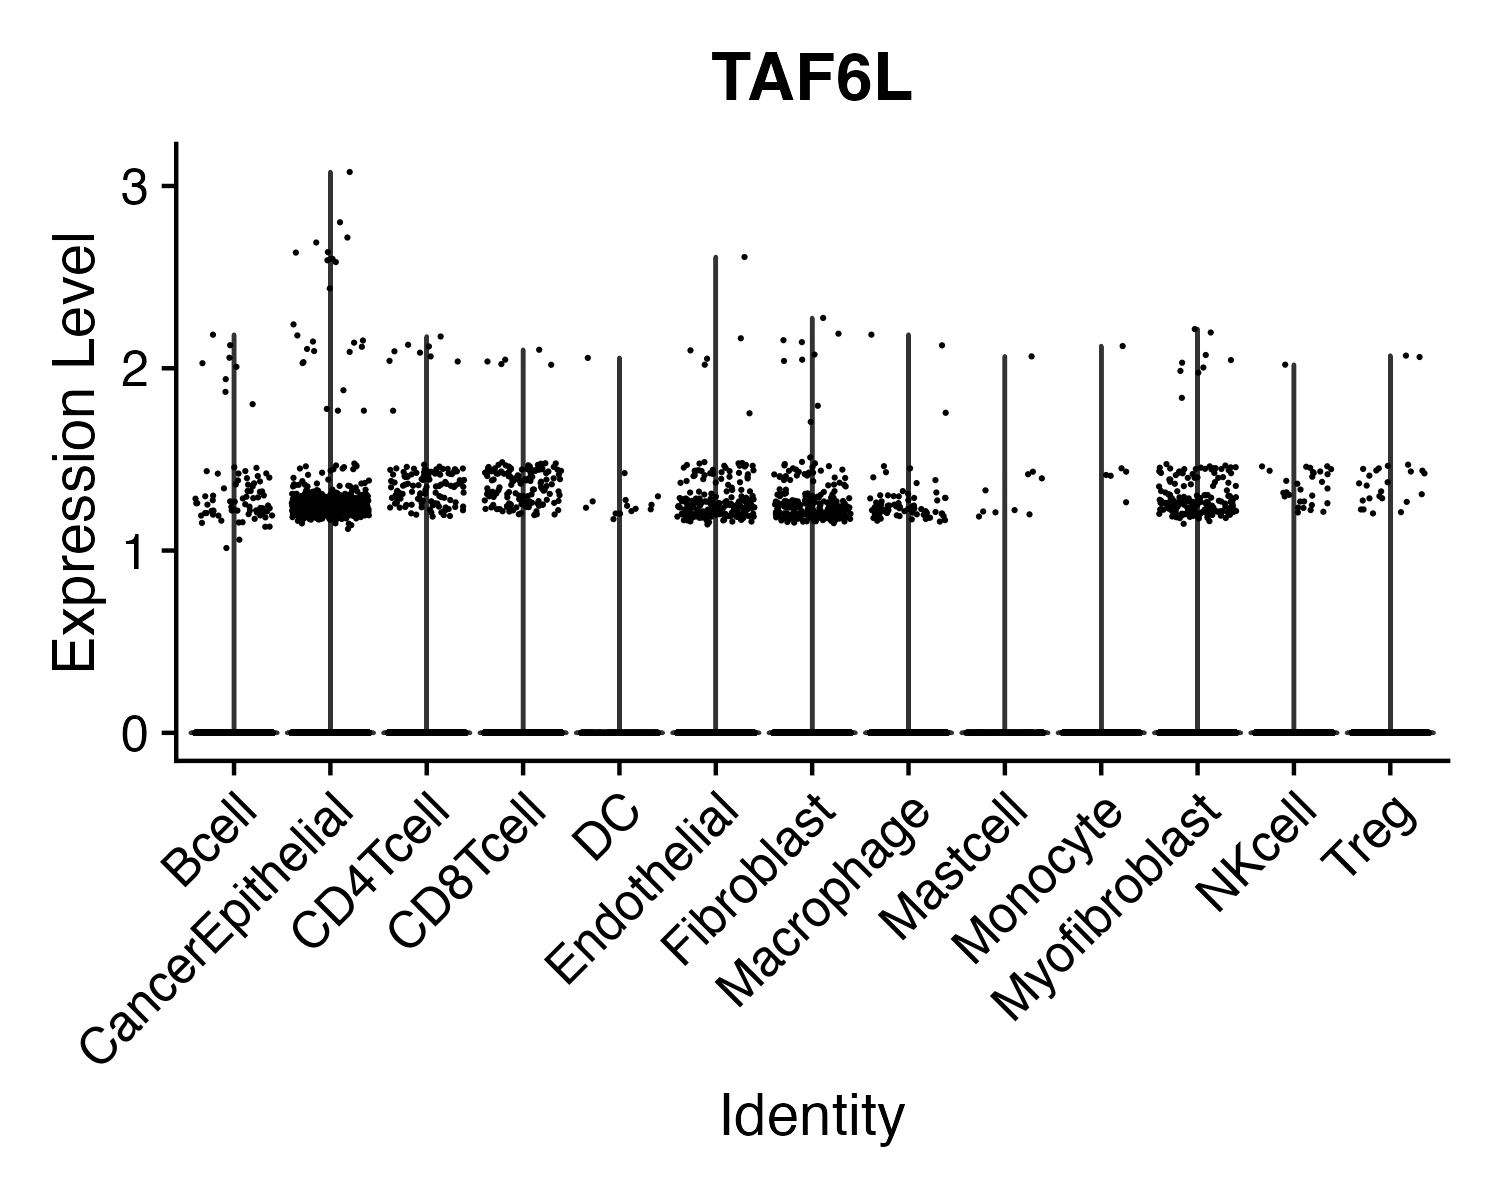 TAF6L
Expression Level
3
2
1
0
Bcell
CancerEpithelial
CD4Tcell
CD8Tcell
DC
Endothelial
Fibroblast
Macrophage
Mastcell
Monocyte
Myofibroblast
NKcell
Treg
Identity